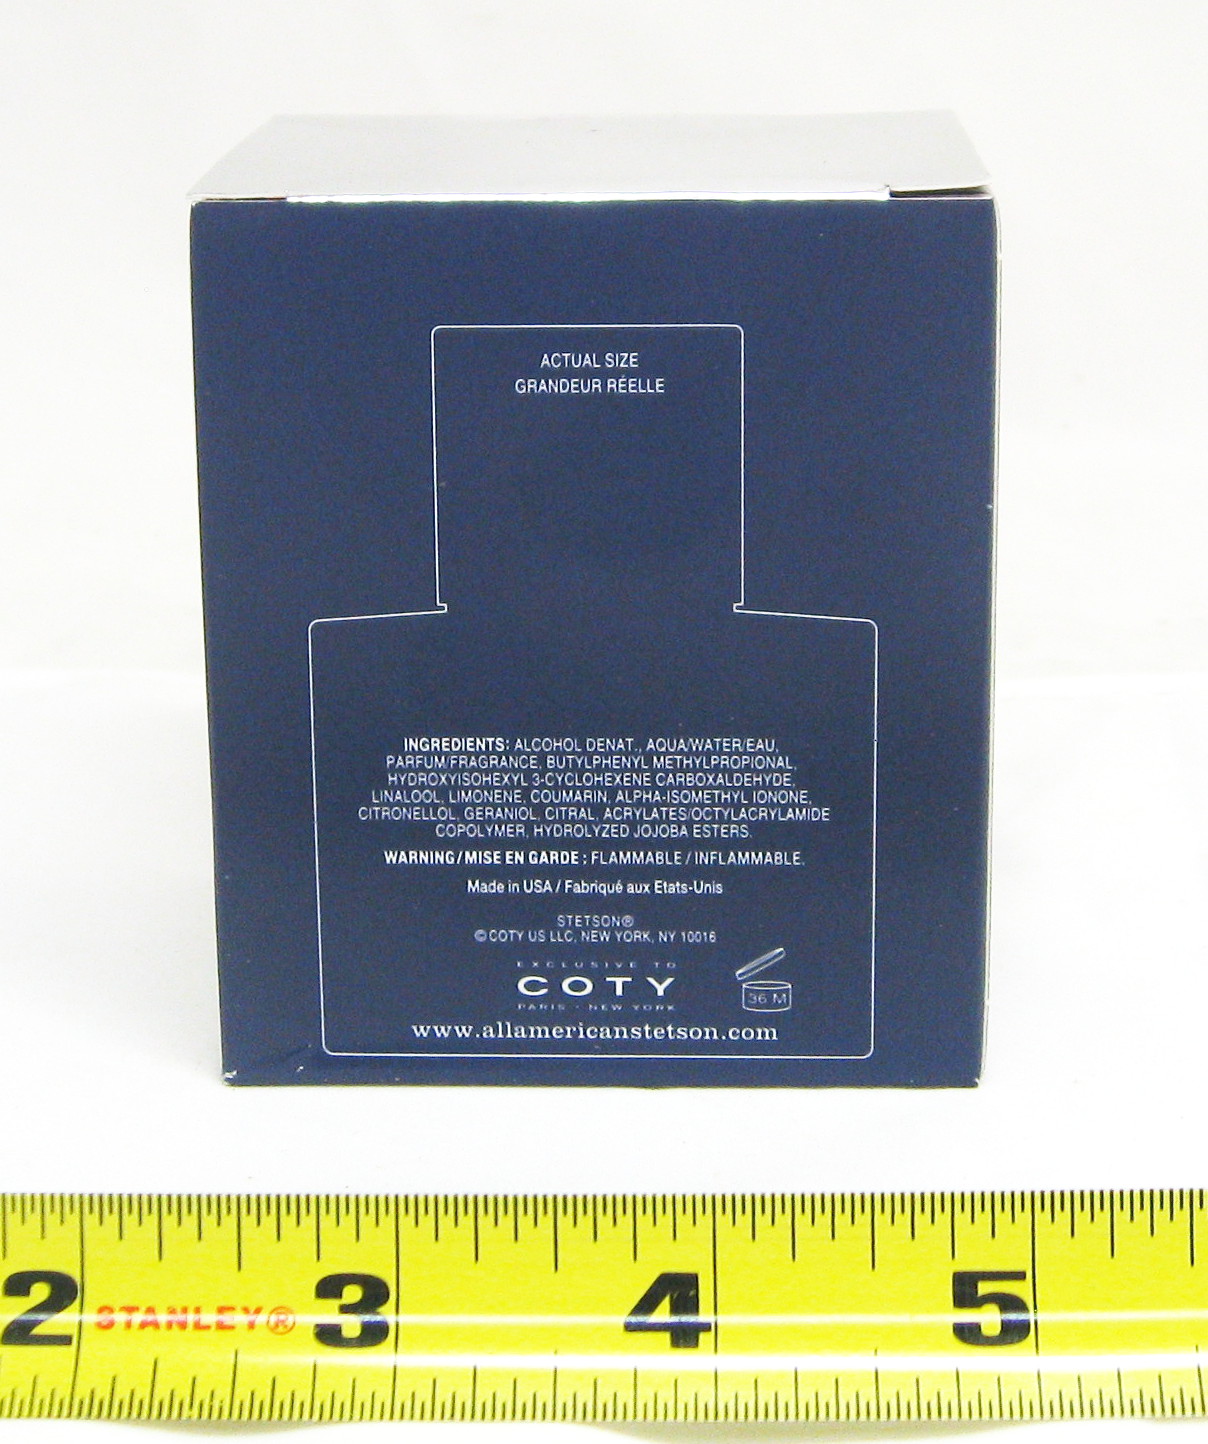 ACTUAL SIZE
GRANDEUR RÉELLE
INGREDIENTS: ALCOHOL DENAT., AQUA/WATER/EAU,
PARFUM/FRAGRANCE, BUTYLPHENYL METHYLPROPIONAL,
HYDROXYISOHEXYL 3-CYCLOHEXENE CARBOXALDEHYDE,
LINALOOL, LIMONENE, COUMARIN, ALPHA-ISOMETHYL IONONE,
CITRONELLOL, GERANIOL, CITRAL, ACRYLATES/OCTYLACRYLAMIDE
COPOLYMER, HYDROLYZED JOJOBA ESTERS.
WARNING/MISE EN GARDE : FLAMMABLE / INFLAMMABLE.
Made in USA / Fabriqué aux Etats-Unis
STETSON®
© COTY US LLC, NEW YORK, NY 10016
EXCLUSIVE TO
COTY
PARIS · NEW YORK
36 M
www.allamericanstetson.com
2 STANLEY® 3 4 5